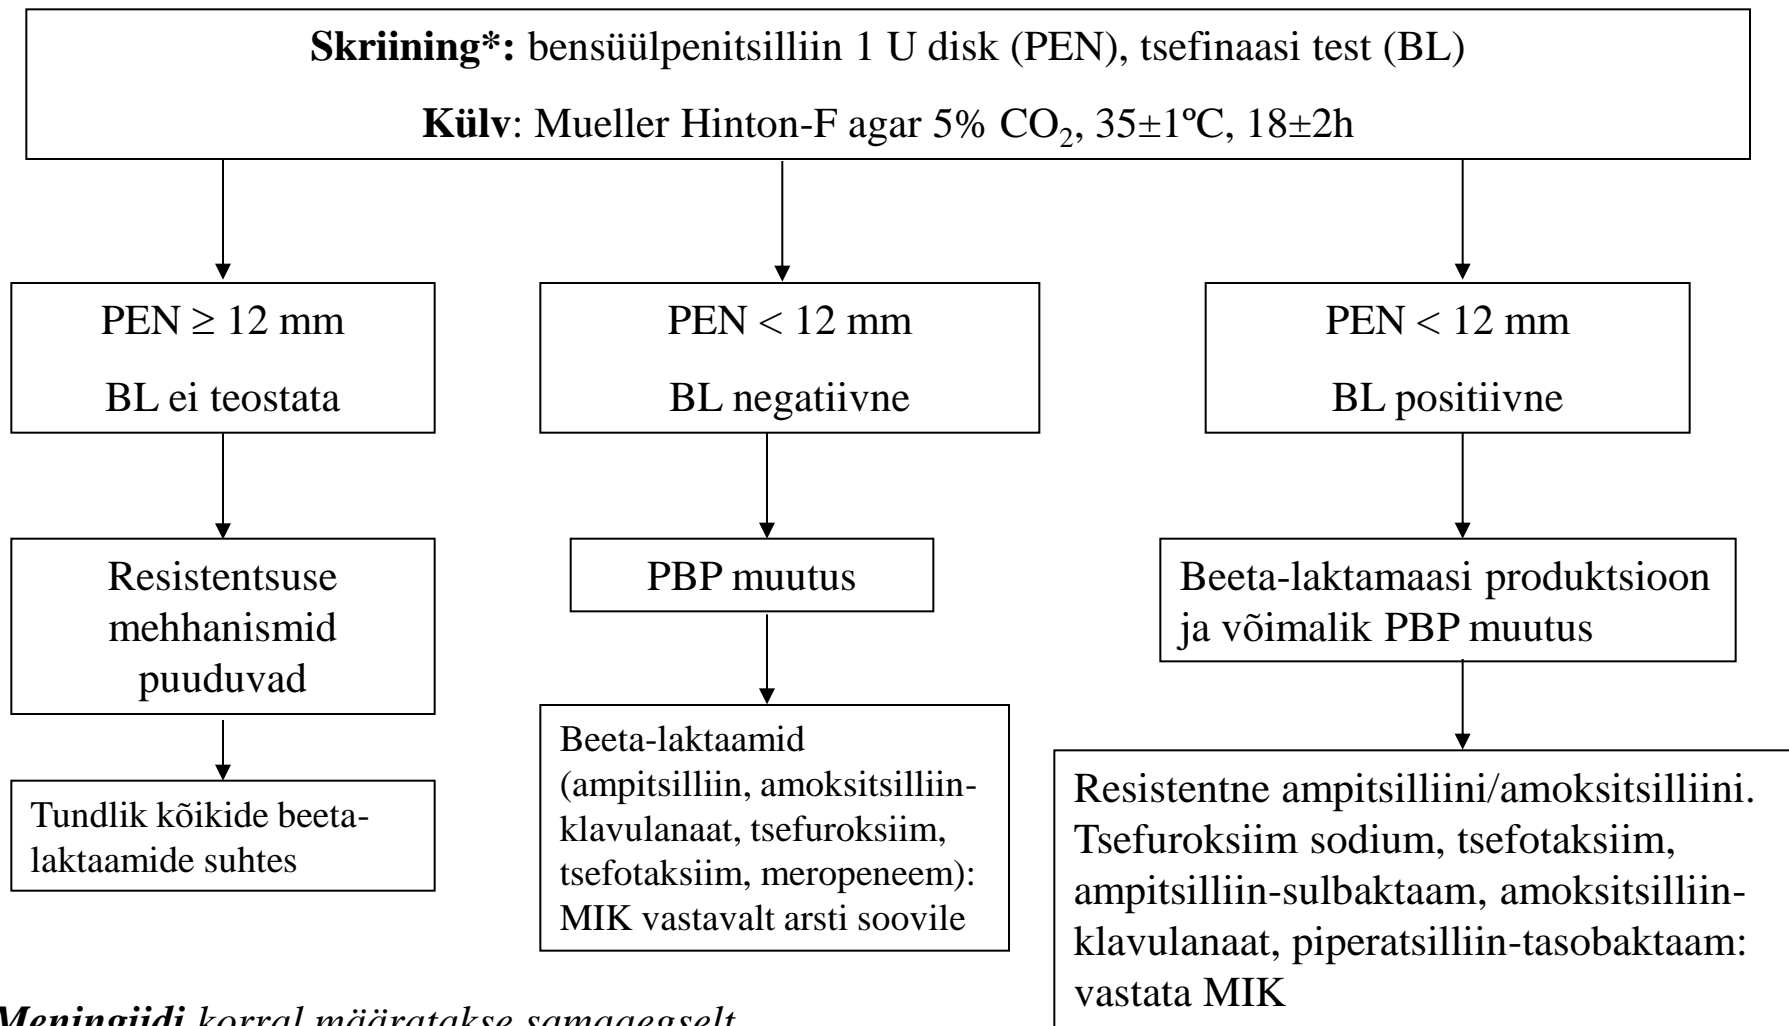 Skriining*: bensüülpenitsilliin 1 U disk (PEN), tsefinaasi test (BL)
Külv: Mueller Hinton-F agar 5% CO₂, 35±1ºC, 18±2h
PEN ≥ 12 mm
BL ei teostata
PEN < 12 mm
BL negatiivne
PEN < 12 mm
BL positiivne
Resistentsuse
mehhanismid
puuduvad
PBP muutus
Beeta-laktamaasi produktsioon
ja võimalik PBP muutus
Tundlik kõikide beeta-
laktaamide suhtes
Beeta-laktaamid
(ampitsilliin, amoksitsilliin-
klavulanaat, tsefuroksiim,
tsefotaksiim, meropeneem):
MIK vastavalt arsti soovile
Resistentne ampitsilliini/amoksitsilliini.
Tsefuroksiim sodium, tsefotaksiim,
ampitsilliin-sulbaktaam, amoksitsilliin-
klavulanaat, piperatsilliin-tasobaktaam:
vastata MIK
Meningiidi korral määratakse samaaegselt